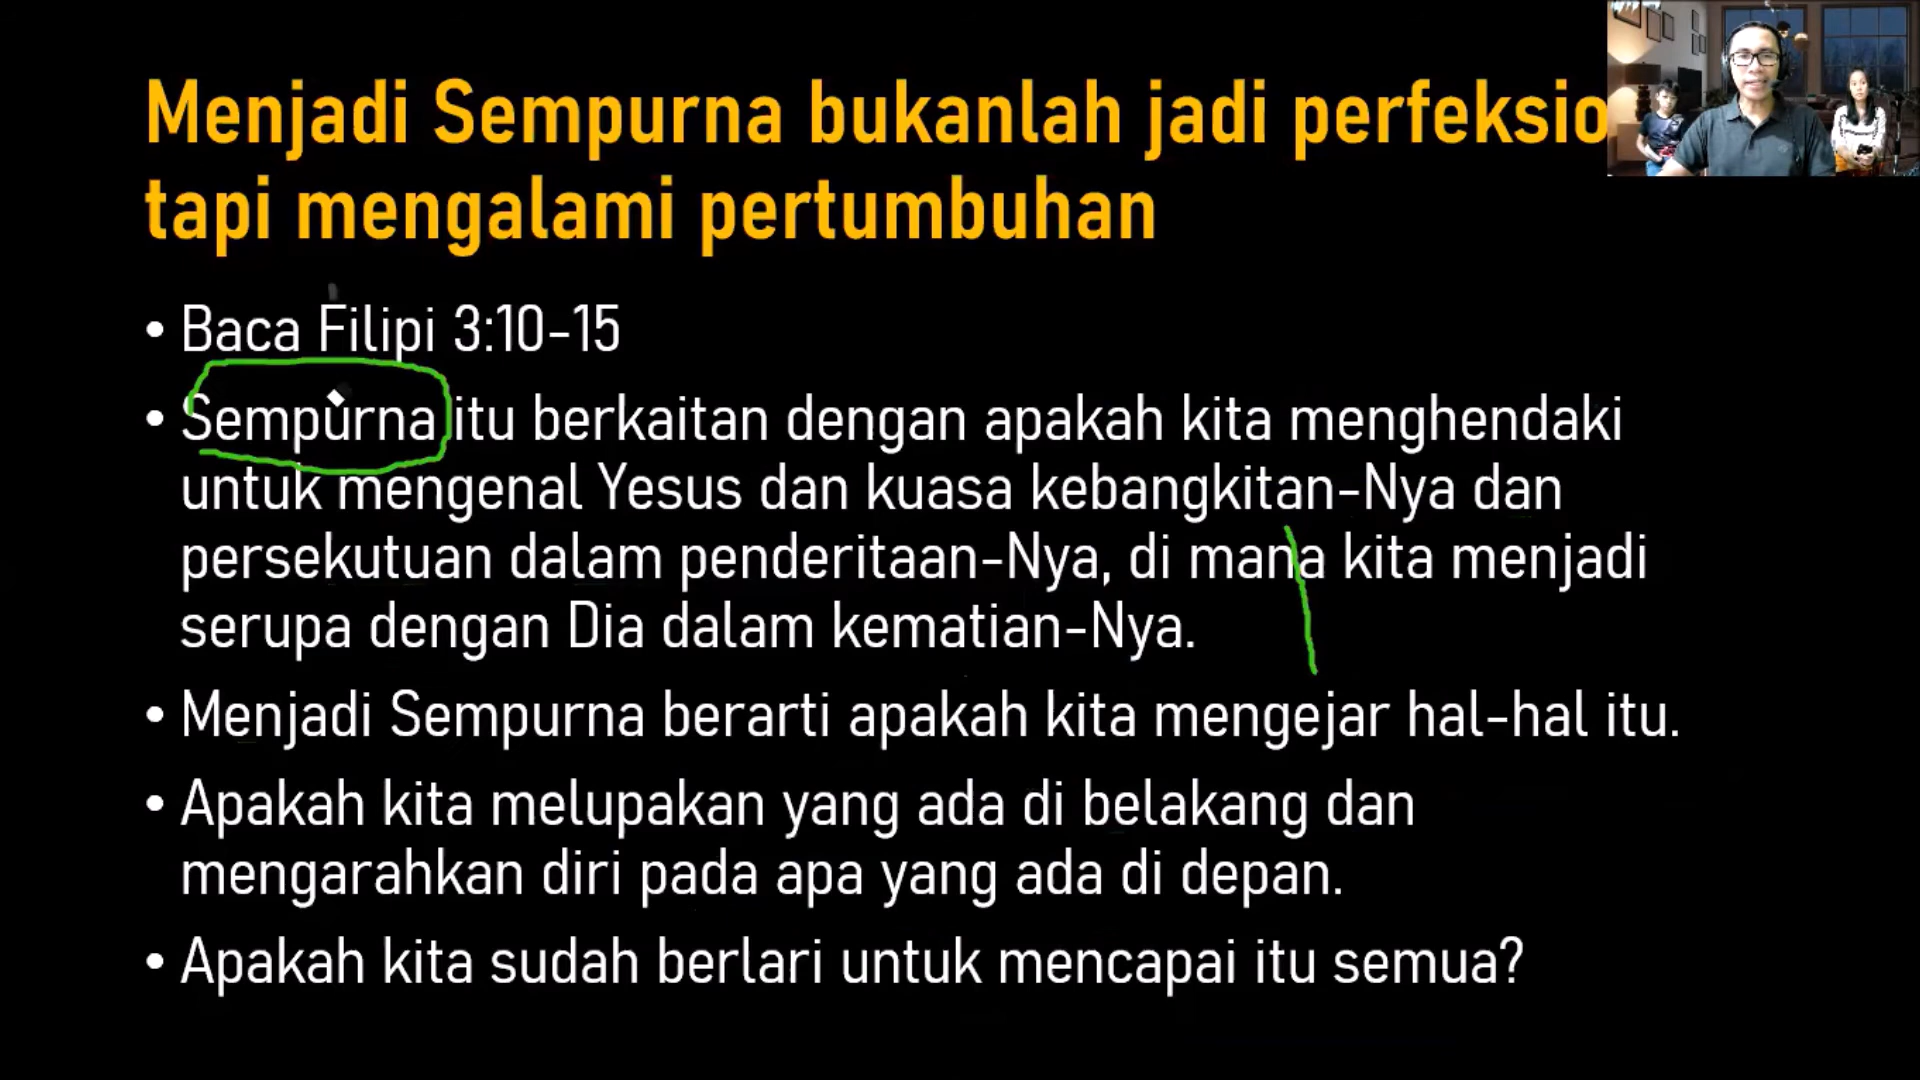 Menjadi Sempurna bukanlah jadi perfeksio
tapi mengalami pertumbuhan
• Baca Filipi 3:10-15
• Sempurna itu berkaitan dengan apakah kita menghendaki
untuk mengenal Yesus dan kuasa kebangkitan-Nya dan
persekutuan dalam penderitaan-Nya, di mana kita menjadi
serupa dengan Dia dalam kematian-Nya.
• Menjadi Sempurna berarti apakah kita mengejar hal-hal itu.
• Apakah kita melupakan yang ada di belakang dan
mengarahkan diri pada apa yang ada di depan.
• Apakah kita sudah berlari untuk mencapai itu semua?